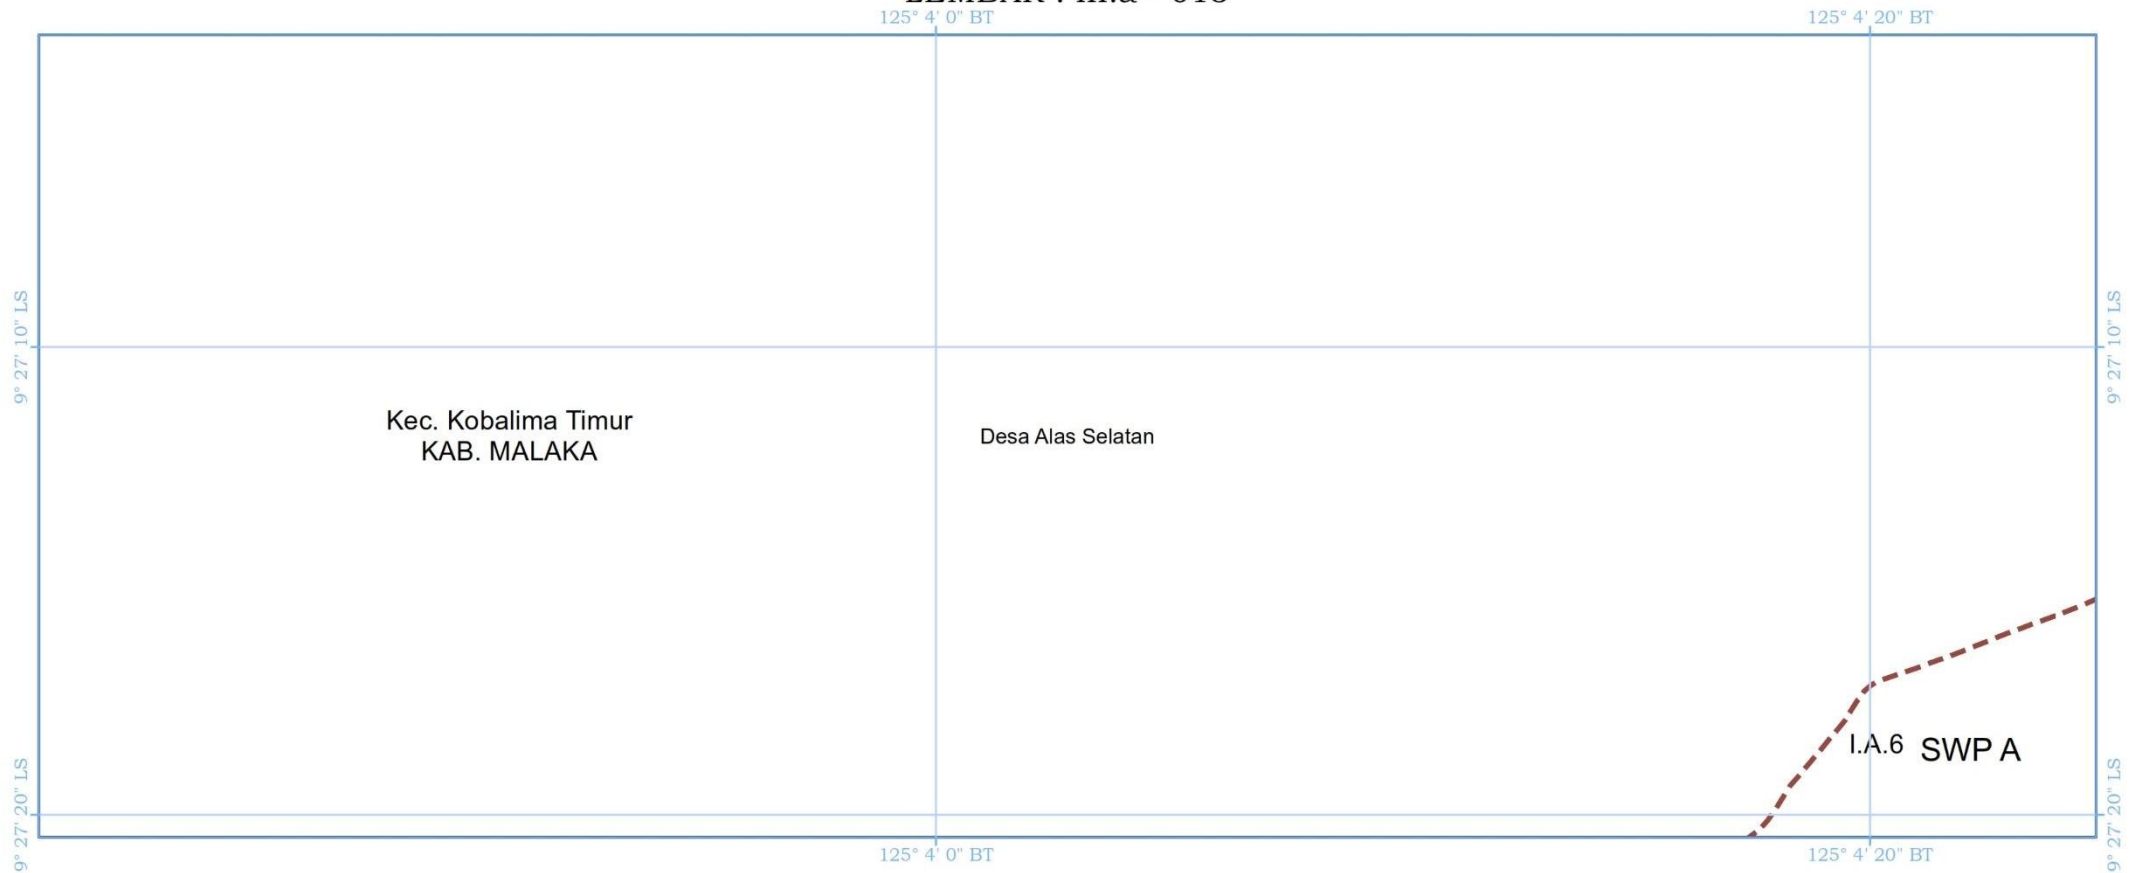 125° 4' 0" BT
125° 4' 20" BT
9° 27' 10" LS
9° 27' 10" LS
Kec. Kobalima Timur
KAB. MALAKA
Desa Alas Selatan
I.A.6 SWP A
9° 27' 20" LS
9° 27' 20" LS
125° 4' 0" BT
125° 4' 20" BT